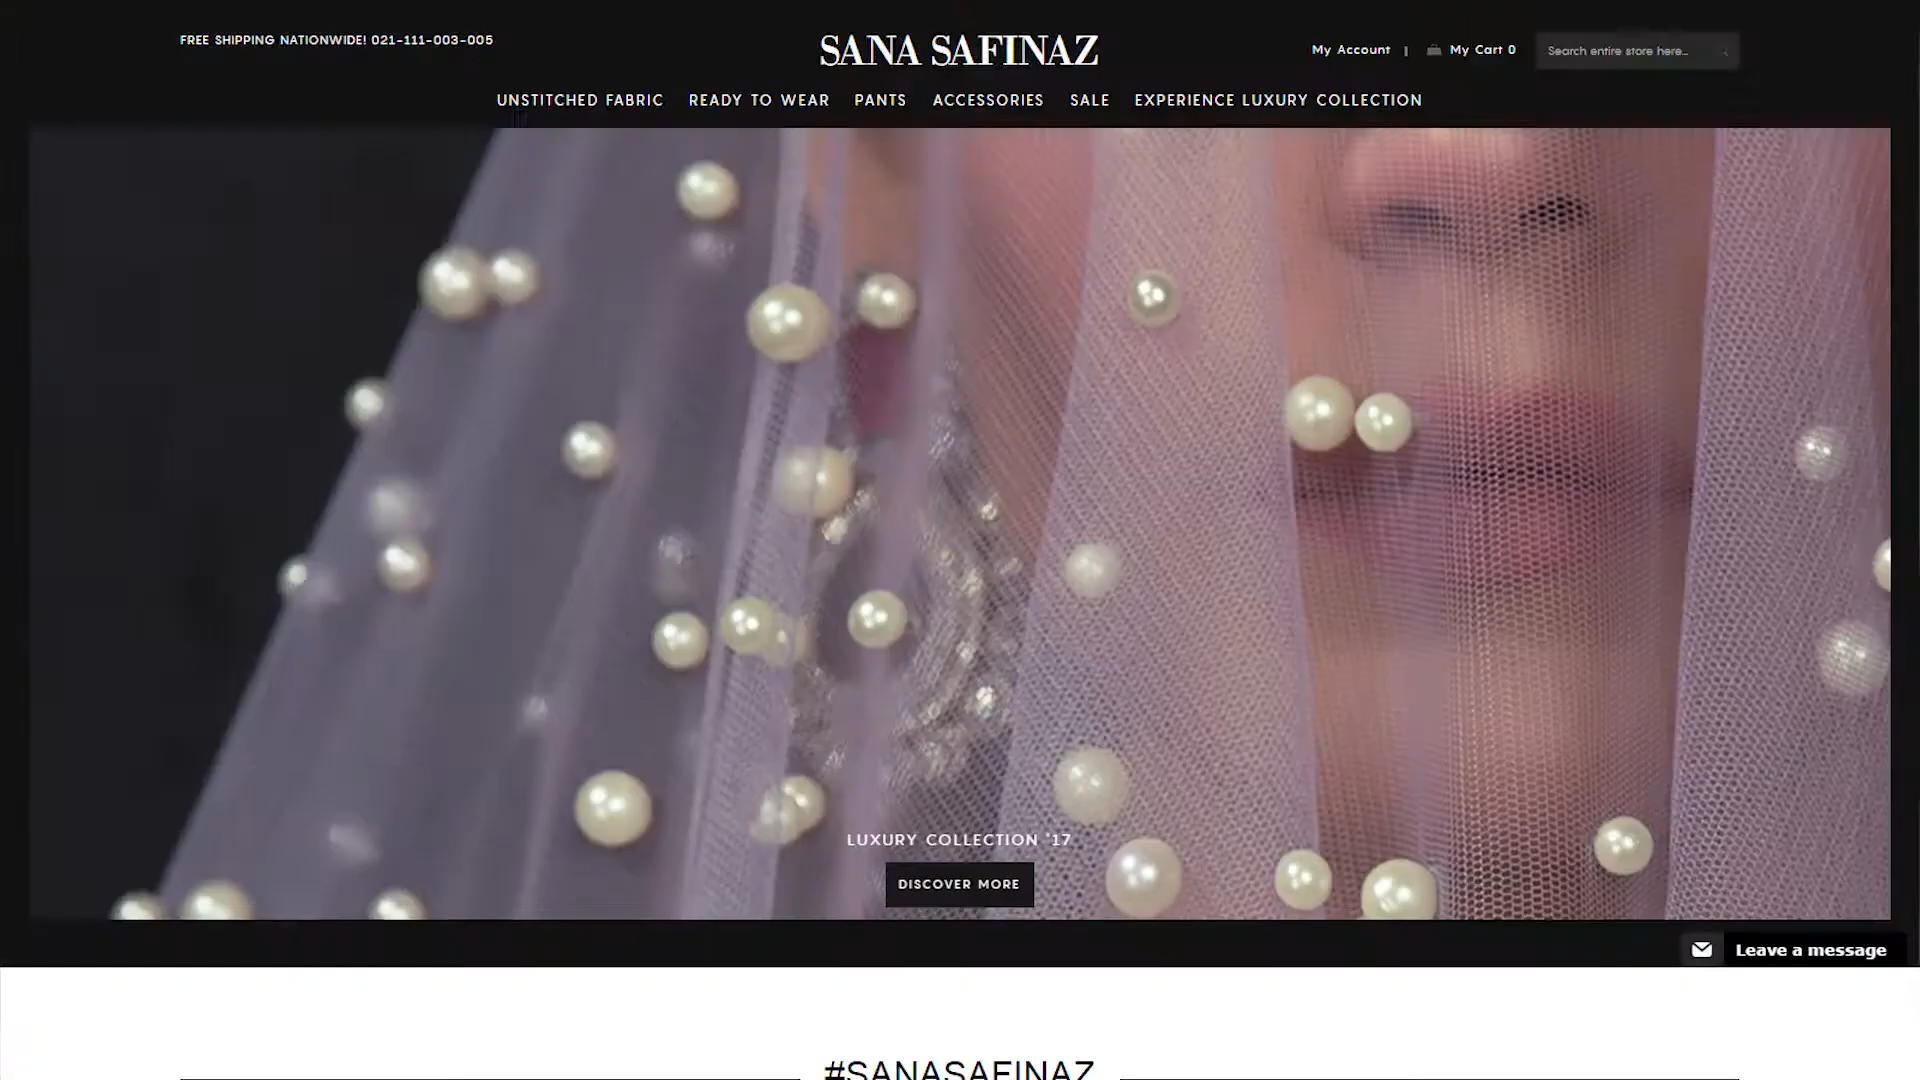 FREE SHIPPING NATIONWIDE! 021-111-003-005
SANA SAFINAZ
My Account | My Cart 0
Search entire store here...
UNSTITCHED FABRIC READY TO WEAR PANTS ACCESSORIES SALE EXPERIENCE LUXURY COLLECTION
LUXURY COLLECTION '17
DISCOVER MORE
Leave a message
#SANASAFINAZ